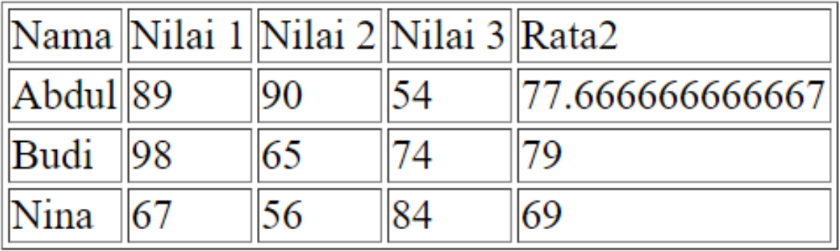 Nama Nilai 1 Nilai 2 Nilai 3 Rata2
Abdul 89 90 54 77.666666666667
Budi 98 65 74 79
Nina 67 56 84 69